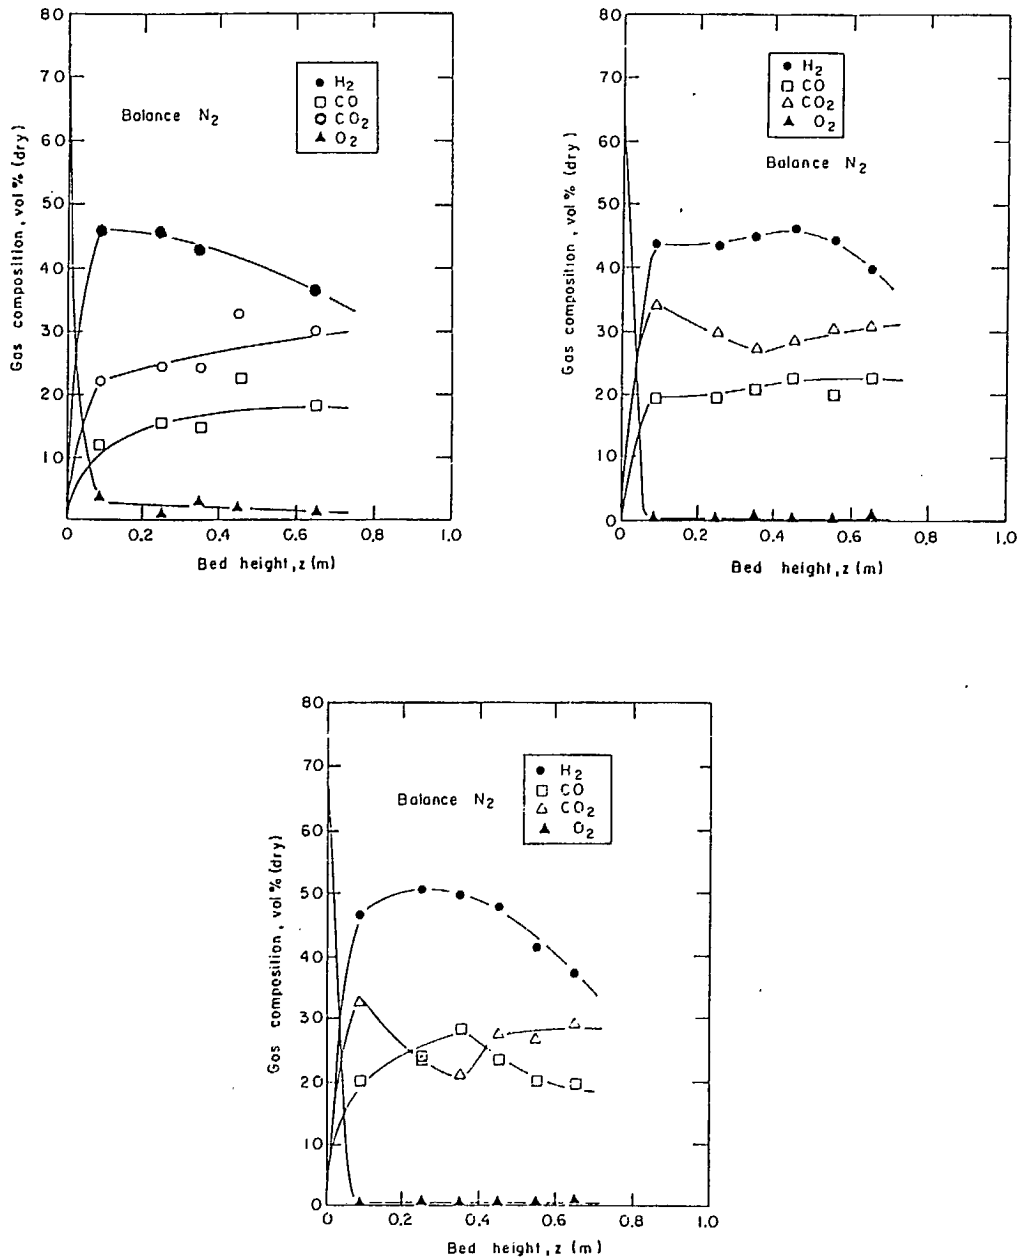 80
70
60
50
40
30
20
10
0
0 0.2 0.4 0.6 0.8 1.0
Gas composition, vol % (dry)
Bed height, z (m)
Balance N2
H2
CO
CO2
O2
80
70
60
50
40
30
20
10
0
0 0.2 0.4 0.6 0.8 1.0
Gas composition, vol % (dry)
Bed height, z (m)
H2
CO
CO2
O2
Balance N2
80
70
60
50
40
30
20
10
0
0 0.2 0.4 0.6 0.8 1.0
Gas composition, vol % (dry)
Bed height, z (m)
Balance N2
H2
CO
CO2
O2